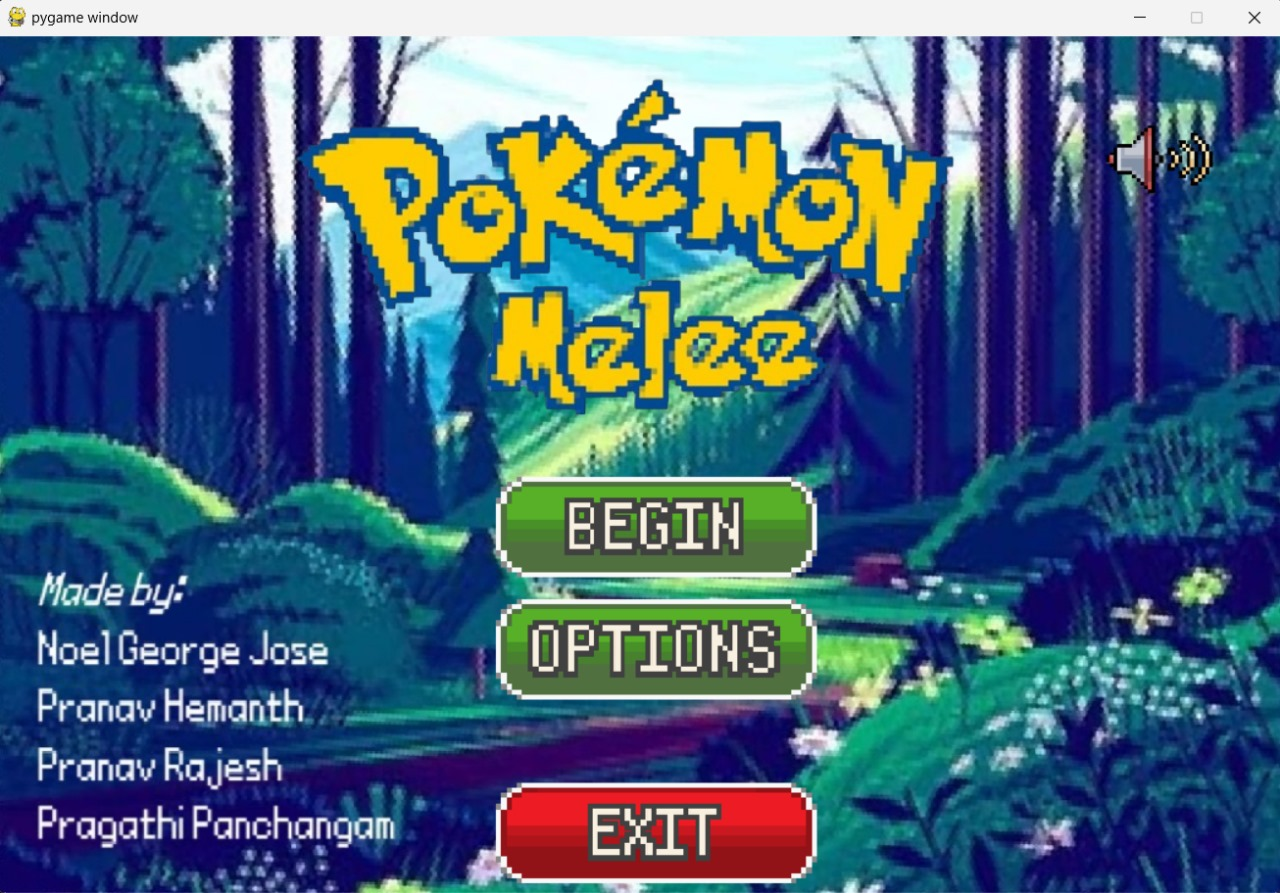 pygame window
POKéMON
Melee
BEGIN
OPTIONS
EXIT
Made by:
Noel George Jose
Pranav Hemanth
Pranav Rajesh
Pragathi Panchangam